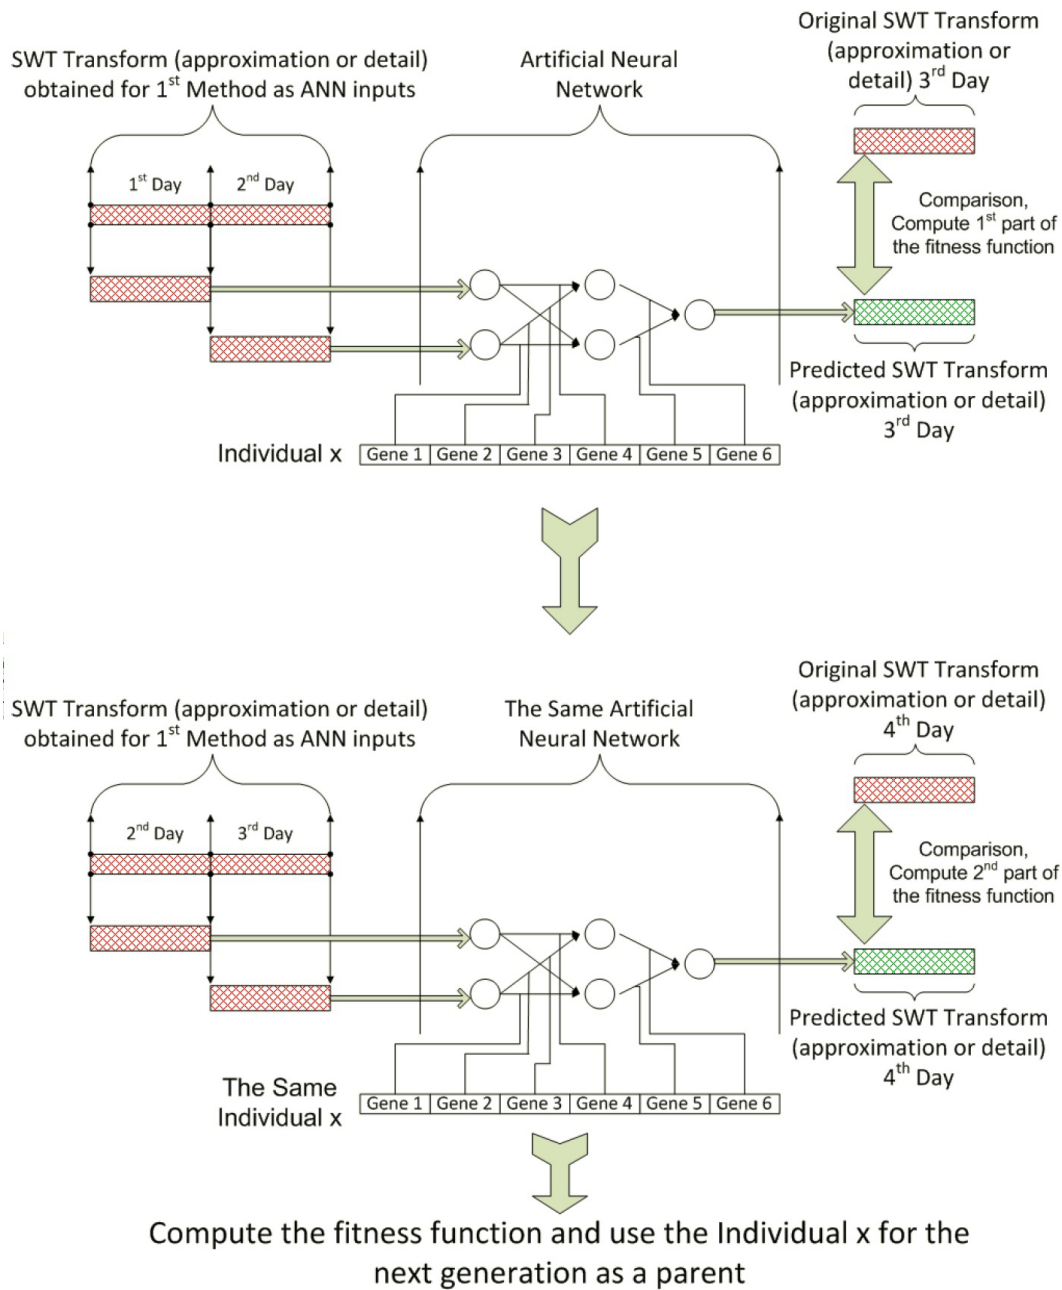 SWT Transform (approximation or detail)
obtained for 1st Method as ANN inputs
Artificial Neural
Network
Original SWT Transform
(approximation or
detail) 3rd Day
1st Day
2nd Day
Comparison,
Compute 1st part of
the fitness function
Predicted SWT Transform
(approximation or detail)
3rd Day
Individual x
Gene 1 Gene 2 Gene 3 Gene 4 Gene 5 Gene 6
SWT Transform (approximation or detail)
obtained for 1st Method as ANN inputs
The Same Artificial
Neural Network
Original SWT Transform
(approximation or detail)
4th Day
2nd Day
3rd Day
Comparison,
Compute 2nd part of
the fitness function
Predicted SWT Transform
(approximation or detail)
4th Day
The Same
Individual x
Gene 1 Gene 2 Gene 3 Gene 4 Gene 5 Gene 6
Compute the fitness function and use the Individual x for the
next generation as a parent